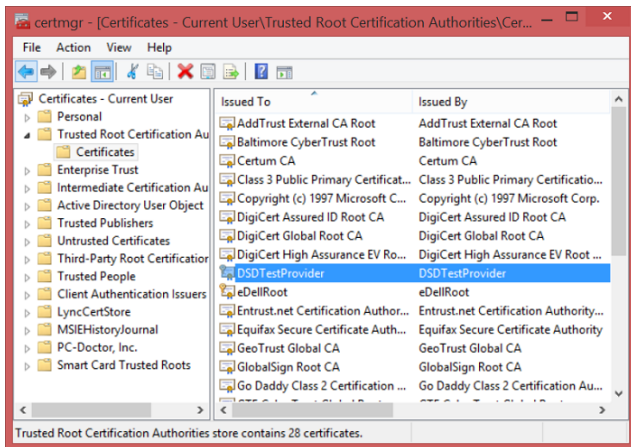 certmgr - [Certificates - Current User\Trusted Root Certification Authorities\Cer...
File Action View Help
Certificates - Current User
Personal
Trusted Root Certification Au
Certificates
Enterprise Trust
Intermediate Certification Au
Active Directory User Object
Trusted Publishers
Untrusted Certificates
Third-Party Root Certification
Trusted People
Client Authentication Issuers
LyncCertStore
MSIEHistoryJournal
PC-Doctor, Inc.
Smart Card Trusted Roots
Issued To Issued By
AddTrust External CA Root AddTrust External CA Root
Baltimore CyberTrust Root Baltimore CyberTrust Root
Certum CA Certum CA
Class 3 Public Primary Certificat... Class 3 Public Primary Certificatio...
Copyright (c) 1997 Microsoft C... Copyright (c) 1997 Microsoft Corp.
DigiCert Assured ID Root CA DigiCert Assured ID Root CA
DigiCert Global Root CA DigiCert Global Root CA
DigiCert High Assurance EV Ro... DigiCert High Assurance EV Root ...
DSDTestProvider DSDTestProvider
eDellRoot eDellRoot
Entrust.net Certification Author... Entrust.net Certification Authority...
Equifax Secure Certificate Auth... Equifax Secure Certificate Authority
GeoTrust Global CA GeoTrust Global CA
GlobalSign Root CA GlobalSign Root CA
Go Daddy Class 2 Certification ... Go Daddy Class 2 Certification Au...
Trusted Root Certification Authorities store contains 28 certificates.